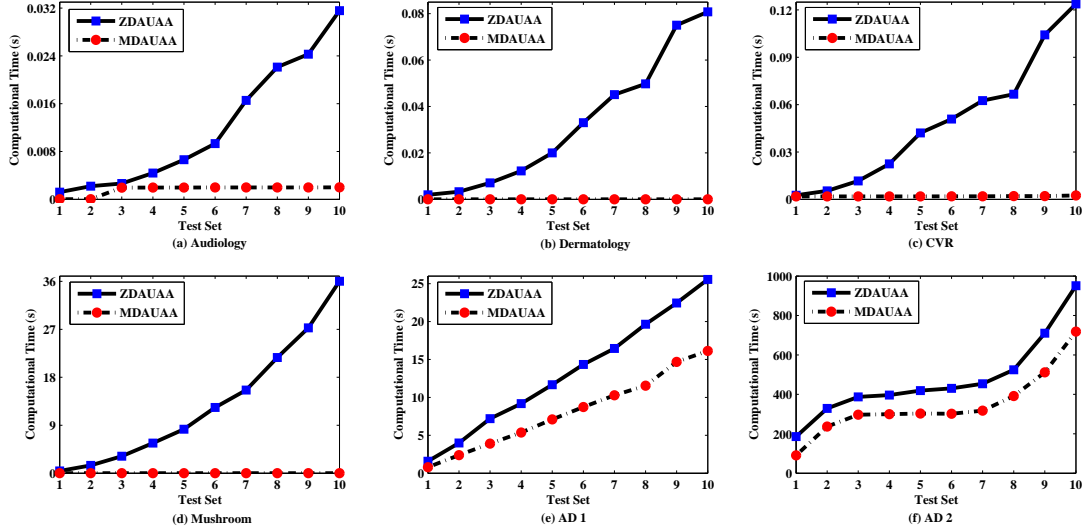 Computational Time (s)
0.032
0.024
0.016
0.008
0
ZDAUAA
MDAUAA
1 2 3 4 5 6 7 8 9 10
Test Set
(a) Audiology
Computational Time (s)
0.08
0.06
0.04
0.02
0
ZDAUAA
MDAUAA
1 2 3 4 5 6 7 8 9 10
Test Set
(b) Dermatology
Computational Time (s)
0.12
0.09
0.06
0.03
0
ZDAUAA
MDAUAA
1 2 3 4 5 6 7 8 9 10
Test Set
(c) CVR
Computational Time (s)
36
27
18
9
0
ZDAUAA
MDAUAA
1 2 3 4 5 6 7 8 9 10
Test Set
(d) Mushroom
Computational Time (s)
25
20
15
10
5
0
ZDAUAA
MDAUAA
1 2 3 4 5 6 7 8 9 10
Test Set
(e) AD 1
Computational Time (s)
1000
800
600
400
200
0
ZDAUAA
MDAUAA
1 2 3 4 5 6 7 8 9 10
Test Set
(f) AD 2